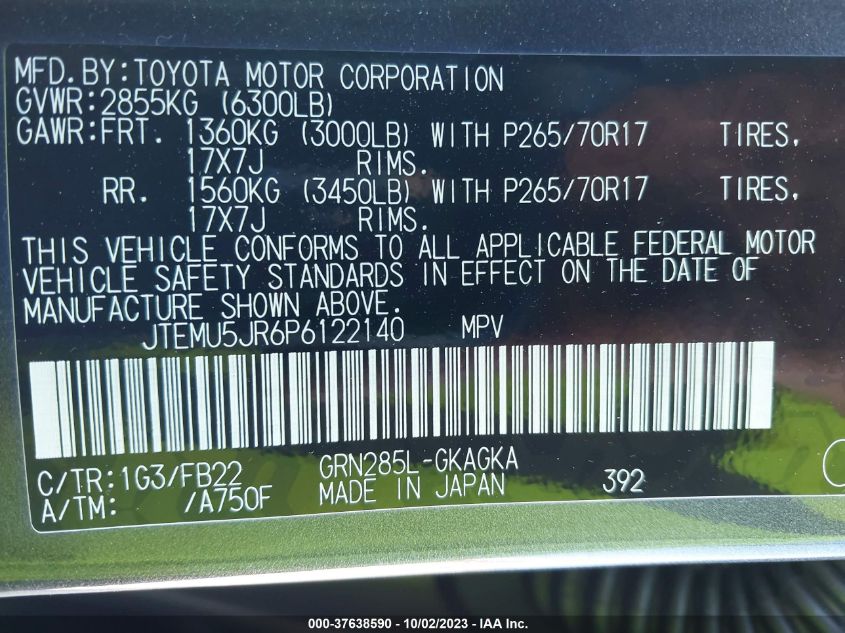 MFD.BY:TOYOTA MOTOR CORPORATION
GVWR:2855KG (6300LB)
GAWR:FRT. 1360KG (3000LB) WITH P265/70R17 TIRES,
17X7J RIMS.
RR. 1560KG (3450LB) WITH P265/70R17 TIRES,
17X7J RIMS.
THIS VEHICLE CONFORMS TO ALL APPLICABLE FEDERAL MOTOR
VEHICLE SAFETY STANDARDS IN EFFECT ON THE DATE OF
MANUFACTURE SHOWN ABOVE.
JTEMU5JR6P6122140 MPV
C/TR:1G3/FB22 GRN285L-GKAGKA
A/TM: /A750F MADE IN JAPAN 392
000-37638590 - 10/02/2023 - IAA Inc.